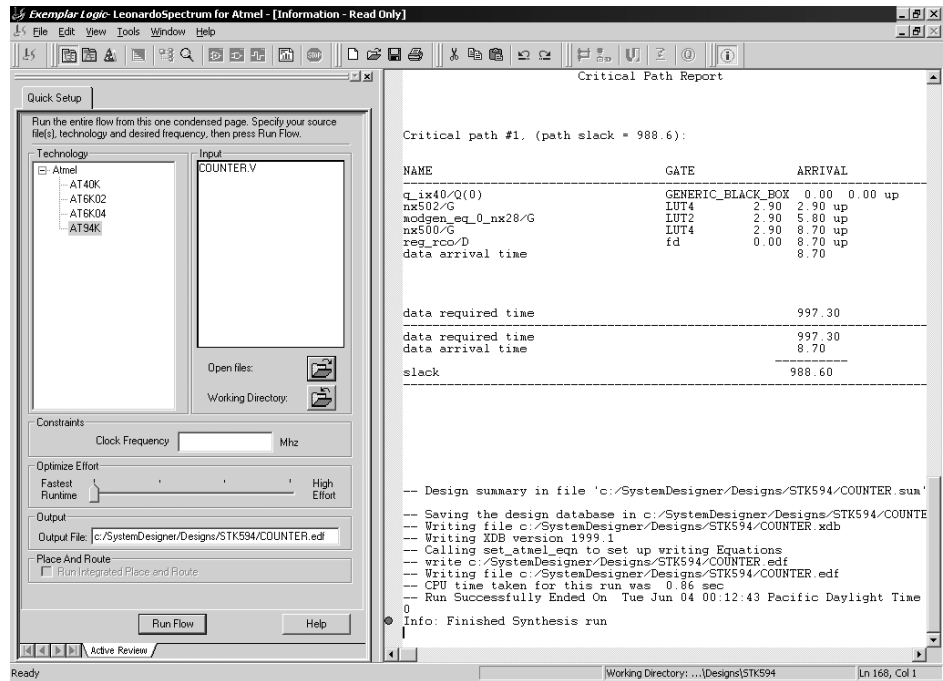 Exemplar Logic- LeonardoSpectrum for Atmel - [Information - Read Only]
File Edit View Tools Window Help
Quick Setup
Run the entire flow from this one condensed page. Specify your source
file(s), technology and desired frequency, then press Run Flow.
Technology
Atmel
AT40K
AT6K02
AT6K04
AT94K
Input
COUNTER.V
Open files:
Working Directory:
Constraints
Clock Frequency Mhz
Optimize Effort
Fastest Runtime
High Effort
Output
Output File: c:/SystemDesigner/Designs/STK594/COUNTER.edf
Place And Route
Run Integrated Place and Route
Run Flow Help
Active Review
Critical Path Report
Critical path #1, (path slack = 988.6):
NAME GATE ARRIVAL
q_ix40/Q(0) GENERIC_BLACK_BOX 0.00 0.00 up
nx502/G LUT4 2.90 2.90 up
modgen_eq_0_nx28/G LUT2 2.90 5.80 up
nx500/G LUT4 2.90 8.70 up
reg_rco/D fd 0.00 8.70 up
data arrival time 8.70
data required time 997.30
data required time 997.30
data arrival time 8.70
slack 988.60
-- Design summary in file 'c:/SystemDesigner/Designs/STK594/COUNTER.sum'
-- Saving the design database in c:/SystemDesigner/Designs/STK594/COUNTE
-- Writing file c:/SystemDesigner/Designs/STK594/COUNTER.xdb
-- Writing XDB version 1999.1
-- Calling set_atmel_eqn to set up writing Equations
-- write c:/SystemDesigner/Designs/STK594/COUNTER.edf
-- Writing file c:/SystemDesigner/Designs/STK594/COUNTER.edf
-- CPU time taken for this run was 0.86 sec
-- Run Successfully Ended On Tue Jun 04 00:12:43 Pacific Daylight Time
0
Info: Finished Synthesis run
Ready
Working Directory: ...\Designs\STK594
Ln 168, Col 1